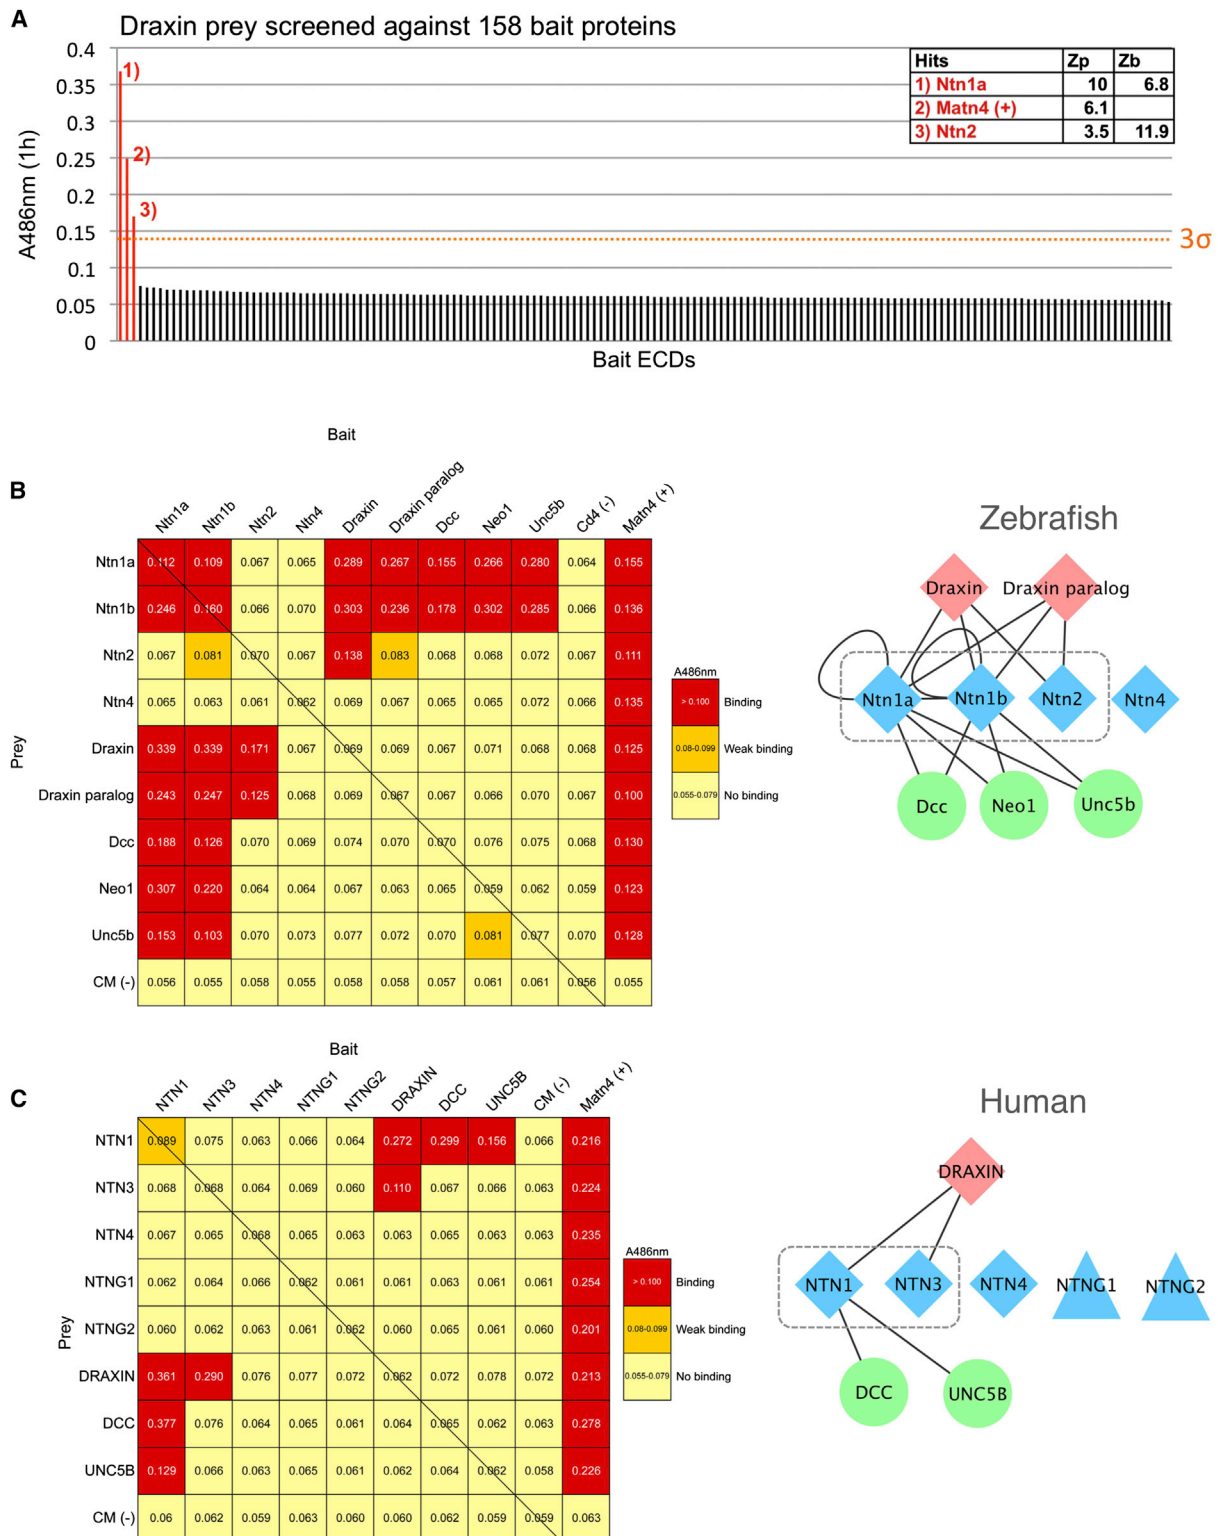 A
Draxin prey screened against 158 bait proteins
0.4
0.35
0.3
0.25
0.2
0.15
0.1
0.05
0
A486nm (1h)
Bait ECDs
1)
2)
3)
3σ
Hits Zp Zb
1) Ntn1a 10 6.8
2) Matn4 (+) 6.1
3) Ntn2 3.5 11.9
B
Bait
Ntn1a Ntn1b Ntn2 Ntn4 Draxin Draxin paralog Dcc Neo1 Unc5b Cd4 (-) Matn4 (+)
Prey
Ntn1a 0.112 0.109 0.067 0.065 0.289 0.267 0.155 0.266 0.280 0.064 0.155
Ntn1b 0.246 0.160 0.066 0.070 0.303 0.236 0.178 0.302 0.285 0.066 0.136
Ntn2 0.067 0.081 0.070 0.067 0.138 0.083 0.068 0.068 0.072 0.067 0.111
Ntn4 0.065 0.063 0.061 0.062 0.069 0.067 0.065 0.065 0.072 0.066 0.135
Draxin 0.339 0.339 0.171 0.067 0.069 0.069 0.067 0.071 0.068 0.068 0.125
Draxin paralog 0.243 0.247 0.125 0.068 0.069 0.067 0.067 0.066 0.070 0.067 0.100
Dcc 0.188 0.126 0.070 0.069 0.074 0.070 0.070 0.076 0.075 0.068 0.130
Neo1 0.307 0.220 0.064 0.064 0.067 0.063 0.065 0.059 0.062 0.059 0.123
Unc5b 0.153 0.103 0.070 0.073 0.077 0.072 0.070 0.081 0.077 0.070 0.128
CM (-) 0.056 0.055 0.058 0.055 0.058 0.058 0.057 0.061 0.061 0.056 0.055
A486nm
> 0.100 Binding
0.08-0.099 Weak binding
0.055-0.079 No binding
Zebrafish
Draxin Draxin paralog
Ntn1a Ntn1b Ntn2 Ntn4
Dcc Neo1 Unc5b
C
Bait
NTN1 NTN3 NTN4 NTNG1 NTNG2 DRAXIN DCC UNC5B CM (-) Matn4 (+)
Prey
NTN1 0.089 0.075 0.063 0.066 0.064 0.272 0.299 0.156 0.066 0.216
NTN3 0.068 0.068 0.064 0.069 0.060 0.110 0.067 0.066 0.063 0.224
NTN4 0.067 0.065 0.068 0.065 0.063 0.063 0.065 0.063 0.063 0.235
NTNG1 0.062 0.064 0.066 0.062 0.061 0.061 0.063 0.061 0.061 0.254
NTNG2 0.060 0.062 0.063 0.061 0.062 0.060 0.065 0.061 0.060 0.201
DRAXIN 0.361 0.290 0.076 0.077 0.072 0.062 0.072 0.078 0.072 0.213
DCC 0.377 0.076 0.064 0.065 0.061 0.064 0.065 0.062 0.063 0.278
UNC5B 0.129 0.066 0.063 0.065 0.061 0.062 0.064 0.062 0.058 0.226
CM (-) 0.06 0.062 0.059 0.063 0.060 0.060 0.062 0.059 0.059 0.063
A486nm
> 0.100 Binding
0.08-0.099 Weak binding
0.055-0.079 No binding
Human
DRAXIN
NTN1 NTN3 NTN4 NTNG1 NTNG2
DCC UNC5B